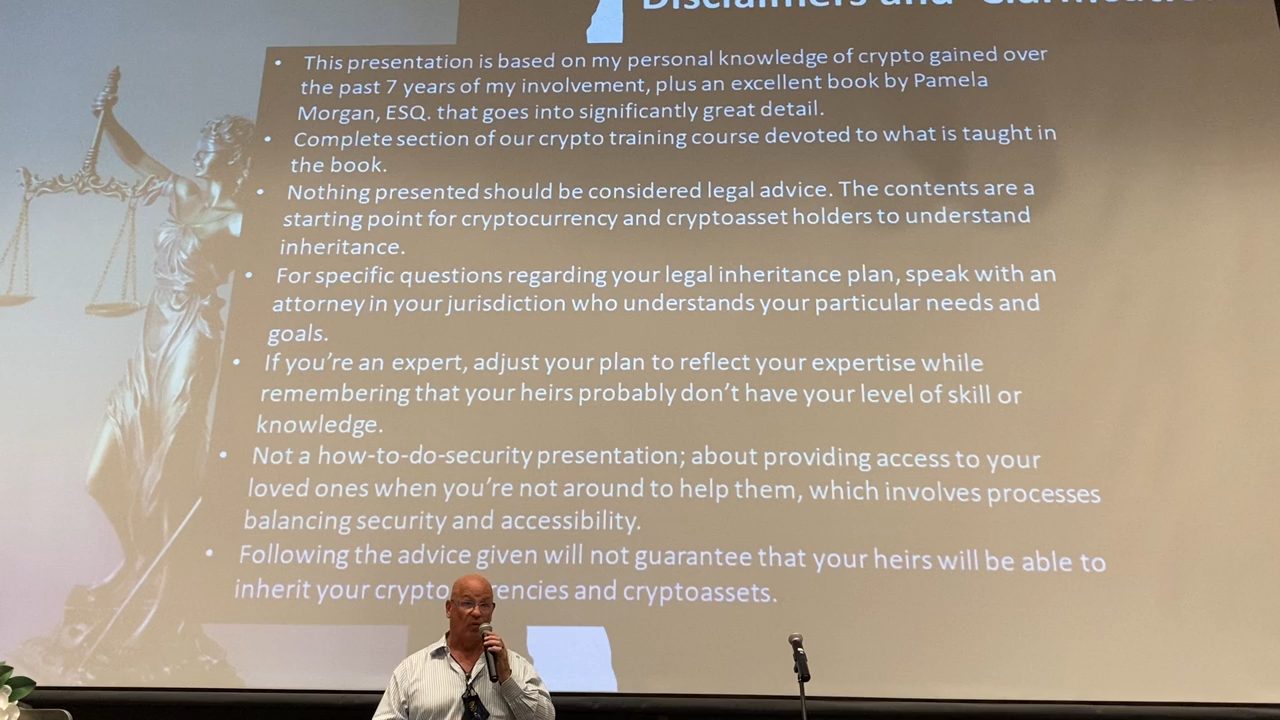 Disclaimers and
• This presentation is based on my personal knowledge of crypto gained over
the past 7 years of my involvement, plus an excellent book by Pamela
Morgan, ESQ. that goes into significantly great detail.
• Complete section of our crypto training course devoted to what is taught in
the book.
• Nothing presented should be considered legal advice. The contents are a
starting point for cryptocurrency and cryptoasset holders to understand
inheritance.
• For specific questions regarding your legal inheritance plan, speak with an
attorney in your jurisdiction who understands your particular needs and
goals.
• If you’re an expert, adjust your plan to reflect your expertise while
remembering that your heirs probably don’t have your level of skill or
knowledge.
• Not a how-to-do-security presentation; about providing access to your
loved ones when you’re not around to help them, which involves processes
balancing security and accessibility.
• Following the advice given will not guarantee that your heirs will be able to
inherit your crypto rencies and cryptoassets.